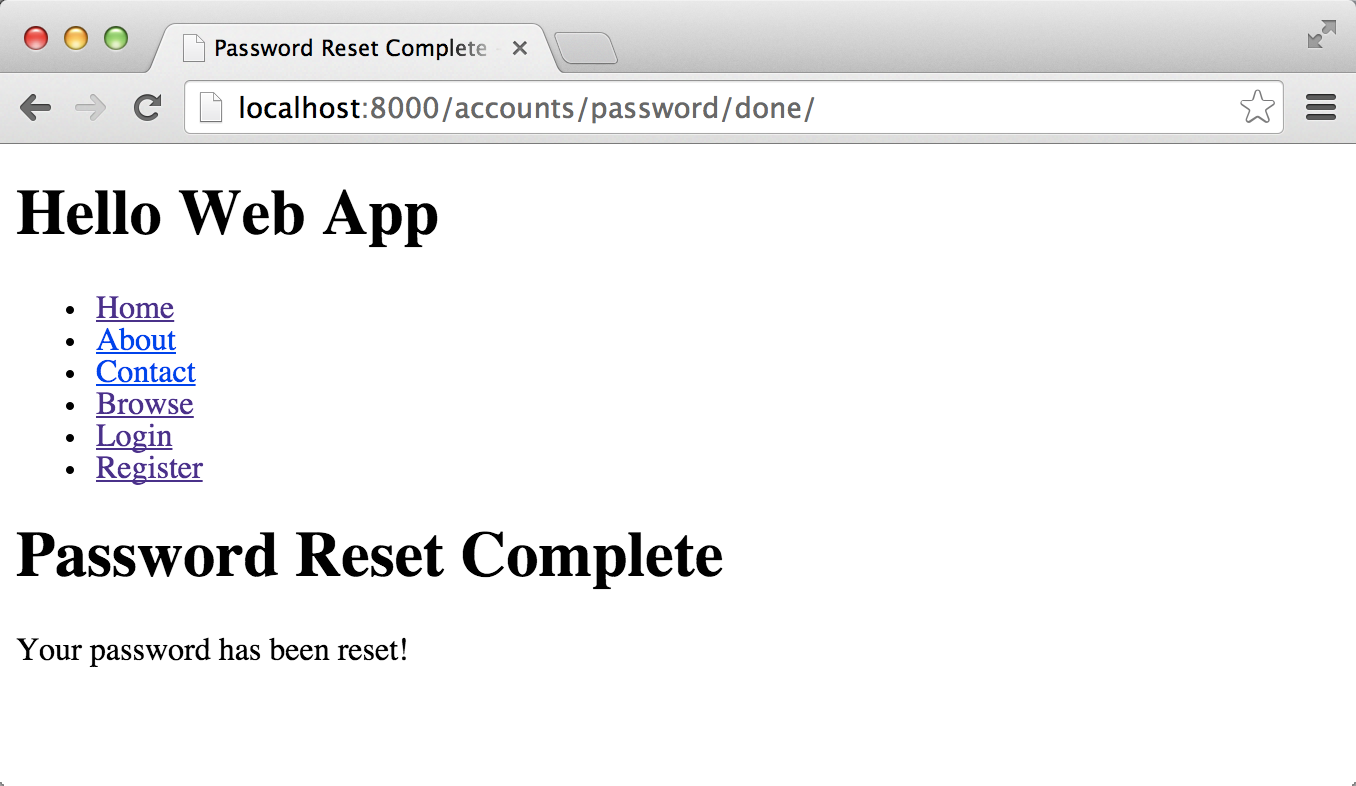 Password Reset Complete
localhost:8000/accounts/password/done/
Hello Web App
Home
About
Contact
Browse
Login
Register
Password Reset Complete
Your password has been reset!